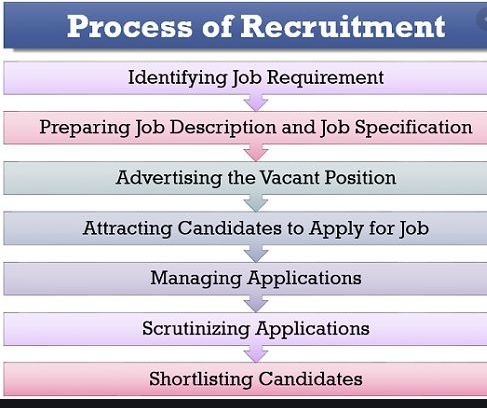 Process of Recruitment
Identifying Job Requirement
Preparing Job Description and Job Specification
Advertising the Vacant Position
Attracting Candidates to Apply for Job
Managing Applications
Scrutinizing Applications
Shortlisting Candidates